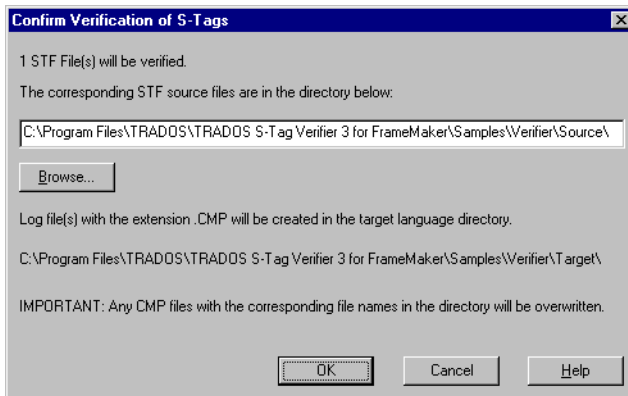 Confirm Verification of S-Tags
1 STF File(s) will be verified.
The corresponding STF source files are in the directory below:
C:\Program Files\TRADOS\TRADOS S-Tag Verifier 3 for FrameMaker\Samples\Verifier\Source\
Browse...
Log file(s) with the extension .CMP will be created in the target language directory.
C:\Program Files\TRADOS\TRADOS S-Tag Verifier 3 for FrameMaker\Samples\Verifier\Target\
IMPORTANT: Any CMP files with the corresponding file names in the directory will be overwritten.
OK Cancel Help